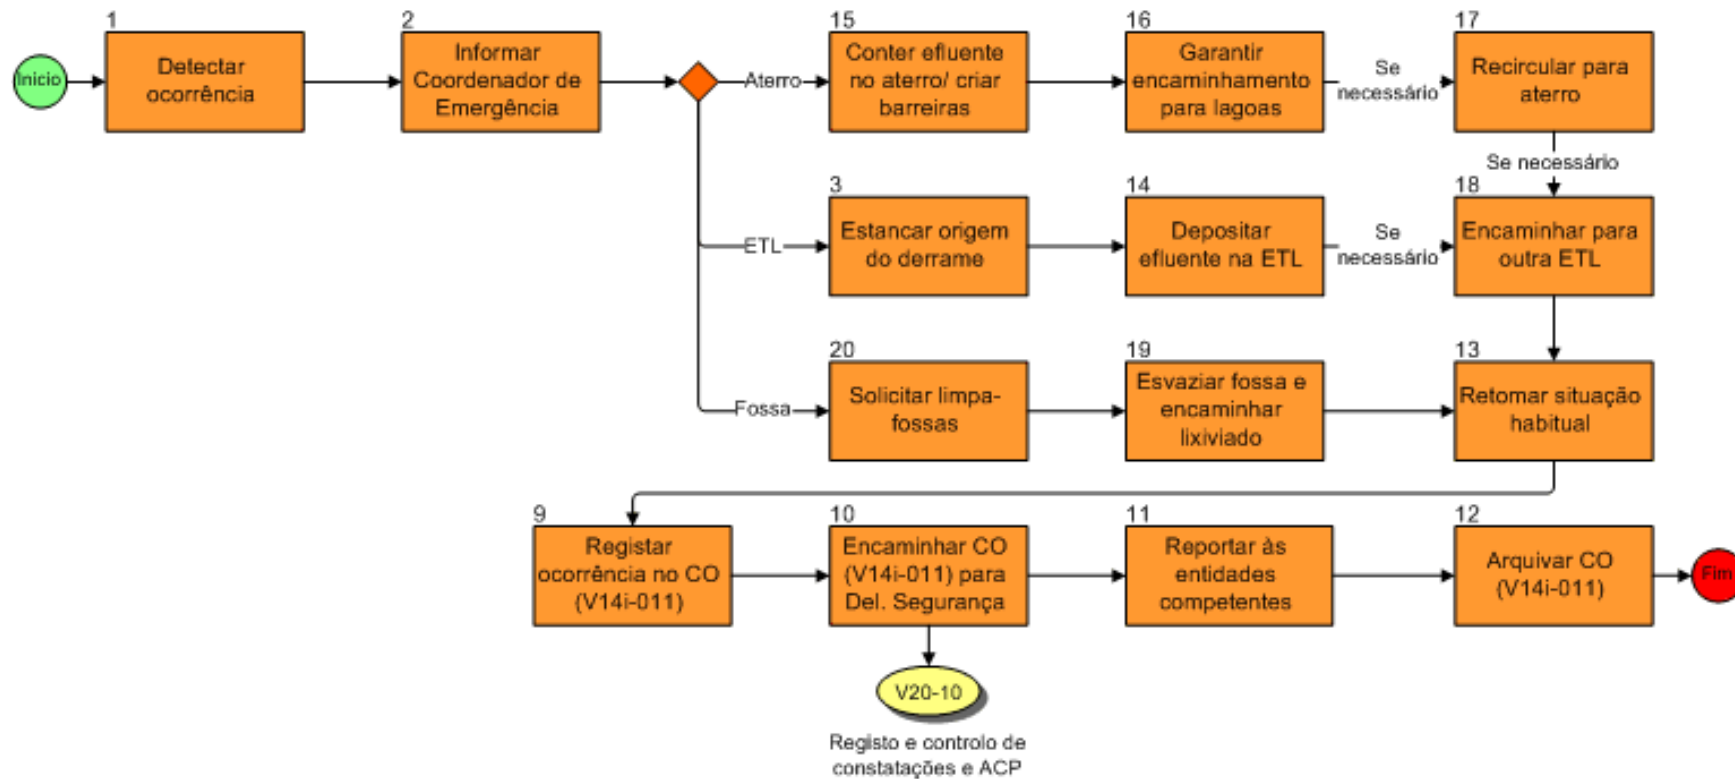 1
2
15
16
17
Inicio
Detectar
ocorrência
Informar
Coordenador de
Emergência
Aterro
Conter efluente
no aterro/ criar
barreiras
Garantir
encaminhamento
para lagoas
Se
necessário
Recircular para
aterro
Se necessário
3
14
18
ETL
Estancar origem
do derrame
Depositar
efluente na ETL
Se
necessário
Encaminhar para
outra ETL
20
19
13
Fossa
Solicitar limpa-
fossas
Esvaziar fossa e
encaminhar
lixiviado
Retomar situação
habitual
9
10
11
12
Registar
ocorrência no CO
(V14i-011)
Encaminhar CO
(V14i-011) para
Del. Segurança
Reportar às
entidades
competentes
Arquivar CO
(V14i-011)
Fim
V20-10
Registo e controlo de
constatações e ACP